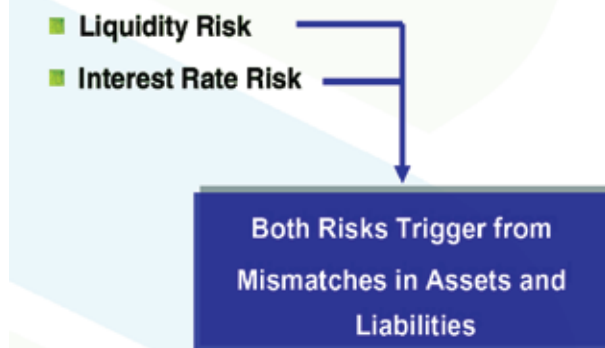 Liquidity Risk
Interest Rate Risk
Both Risks Trigger from
Mismatches in Assets and
Liabilities